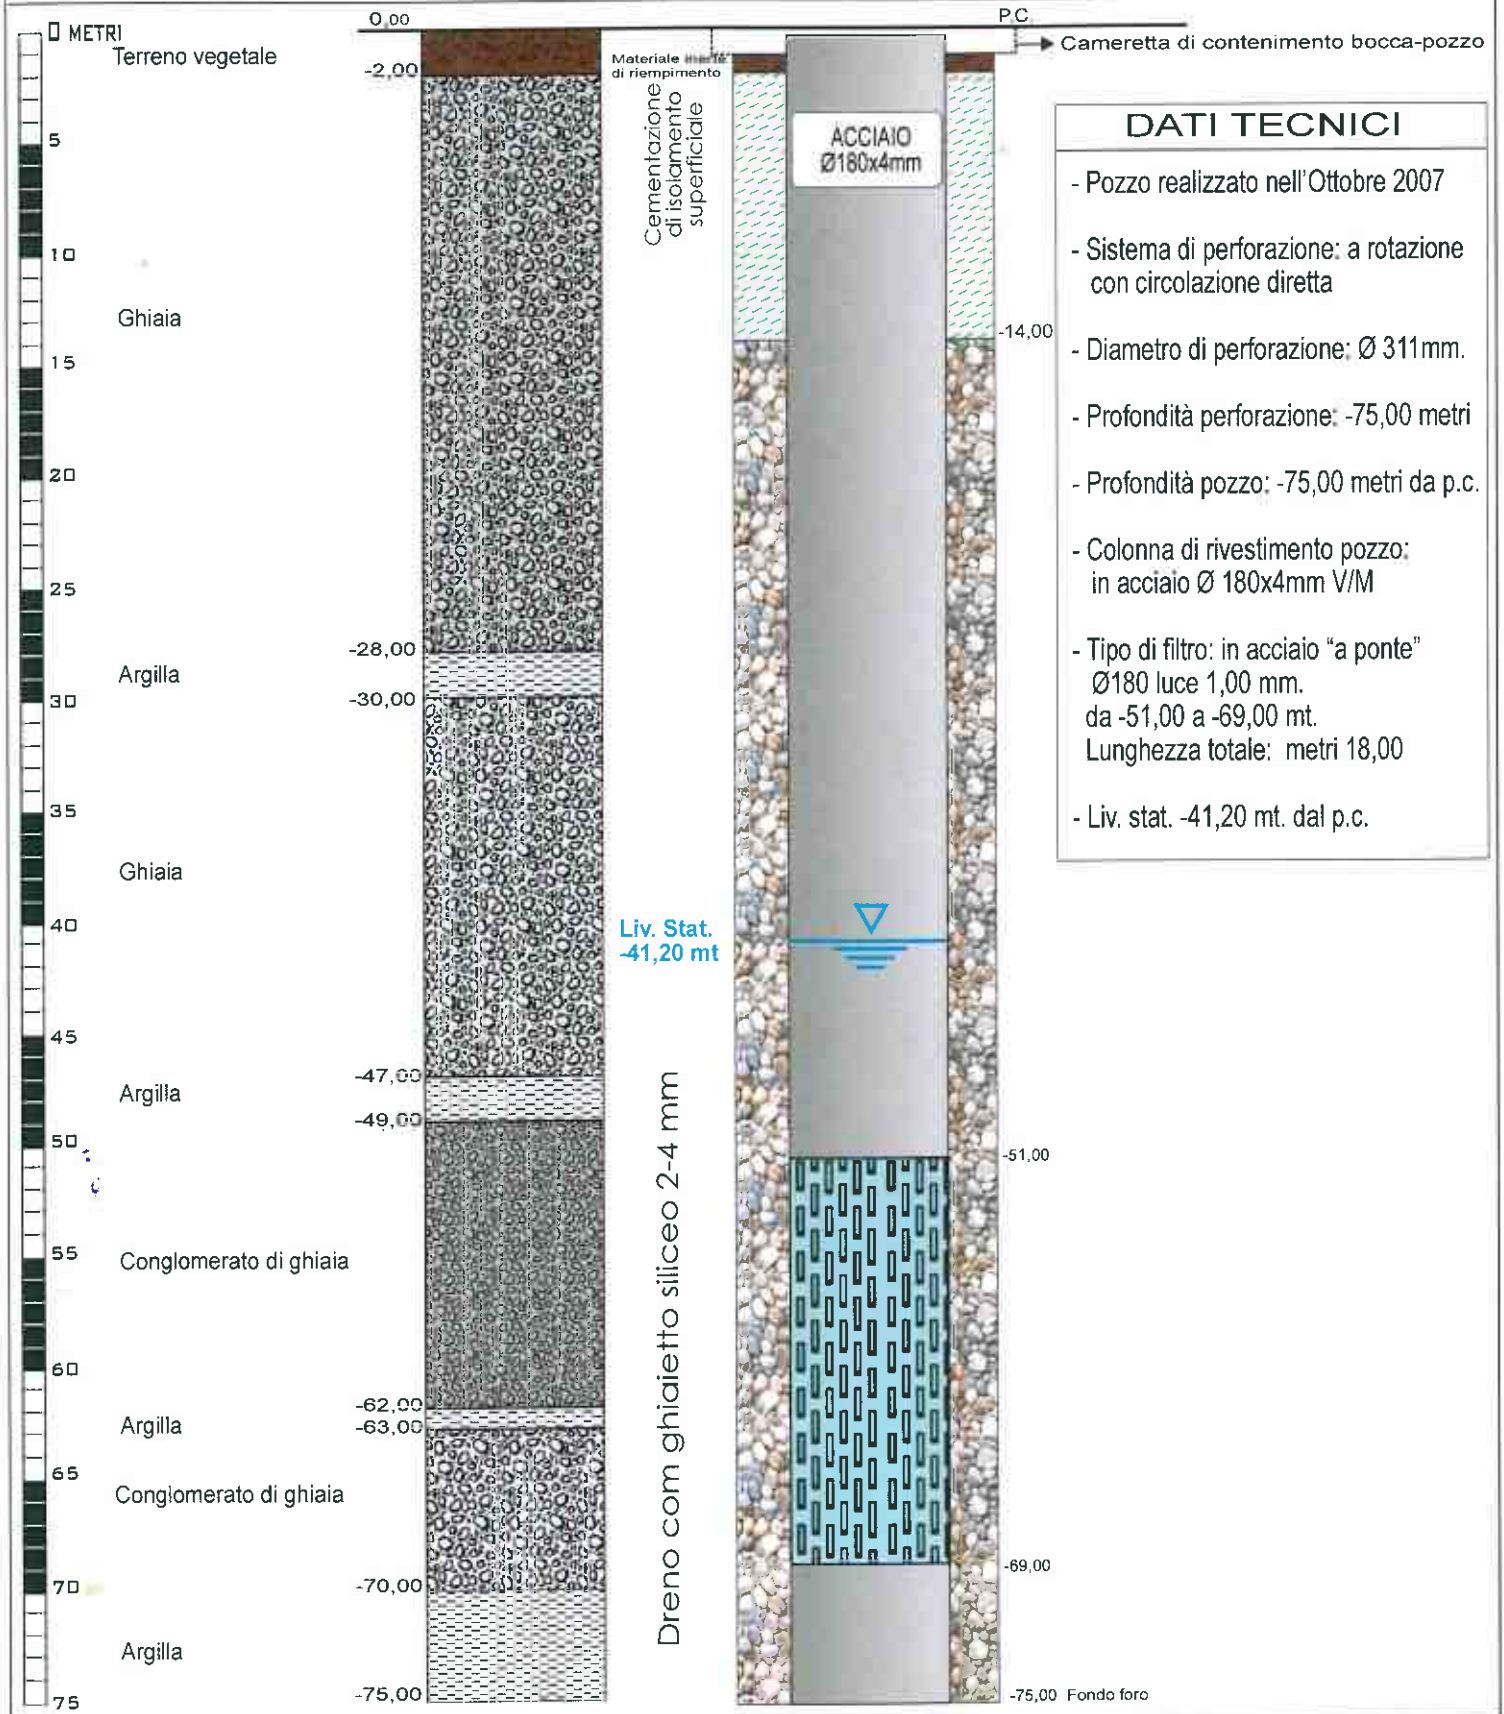 0 METRI
5
10
15
20
25
30
35
40
45
50
55
60
65
70
75
Terreno vegetale
Ghiaia
Argilla
Ghiaia
Argilla
Conglomerato di ghiaia
Argilla
Conglomerato di ghiaia
Argilla
0,00
-2,00
-28,00
-30,00
-47,00
-49,00
-62,00
-63,00
-70,00
-75,00
Materiale inerte
di riempimento
Cementazione
di isolamento
superficiale
Liv. Stat.
-41,20 mt
Dreno com ghiaietto siliceo 2-4 mm
P.C.
Cameretta di contenimento bocca-pozzo
ACCIAIO
Ø180x4mm
-14,00
-51,00
-69,00
-75,00 Fondo foro
DATI TECNICI
- Pozzo realizzato nell'Ottobre 2007
- Sistema di perforazione: a rotazione
con circolazione diretta
- Diametro di perforazione: Ø 311mm.
- Profondità perforazione: -75,00 metri
- Profondità pozzo: -75,00 metri da p.c.
- Colonna di rivestimento pozzo:
in acciaio Ø 180x4mm V/M
- Tipo di filtro: in acciaio “a ponte”
Ø180 luce 1,00 mm.
da -51,00 a -69,00 mt.
Lunghezza totale: metri 18,00
- Liv. stat. -41,20 mt. dal p.c.